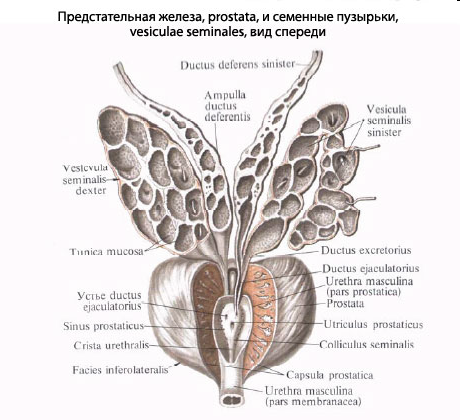 Предстательная железа, prostata, и семенные пузырьки,
vesiculae seminales, вид спереди
Ductus deferens sinister
Ampulla
ductus
deferentis
Vesicula
seminalis
sinister
Vesicvula
seminalis
dexter
Tunica mucosa
Ductus excretorius
Ductus ejaculatorius
Urethra masculina
(pars prostatica)
Prostata
Устье ductus
ejaculatorius
Sinus prostaticus
Utriculus prostaticus
Crista urethralis
Colliculus seminalis
Facies inferolateralis
Capsula prostatica
Urethra masculina
(pars membranacea)